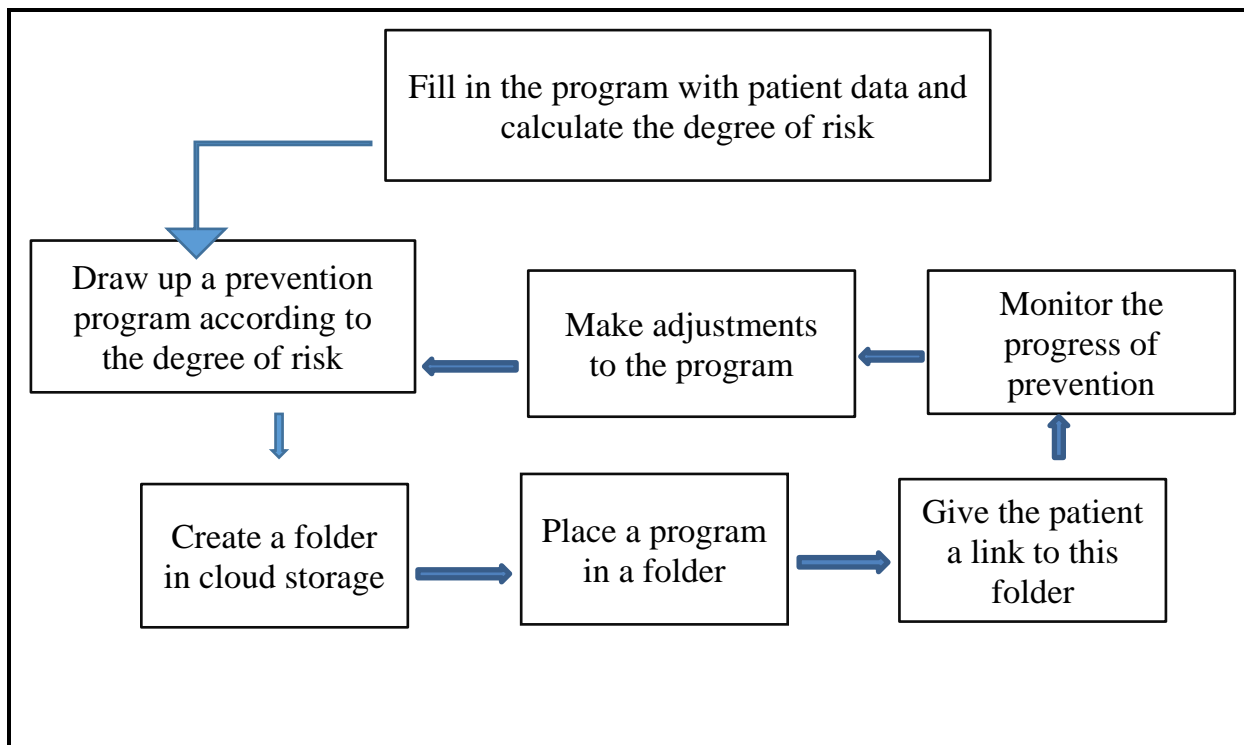 Fill in the program with patient data and
calculate the degree of risk
Draw up a prevention
program according to
the degree of risk
Make adjustments
to the program
Monitor the
progress of
prevention
Create a folder
in cloud storage
Place a program
in a folder
Give the patient
a link to this
folder